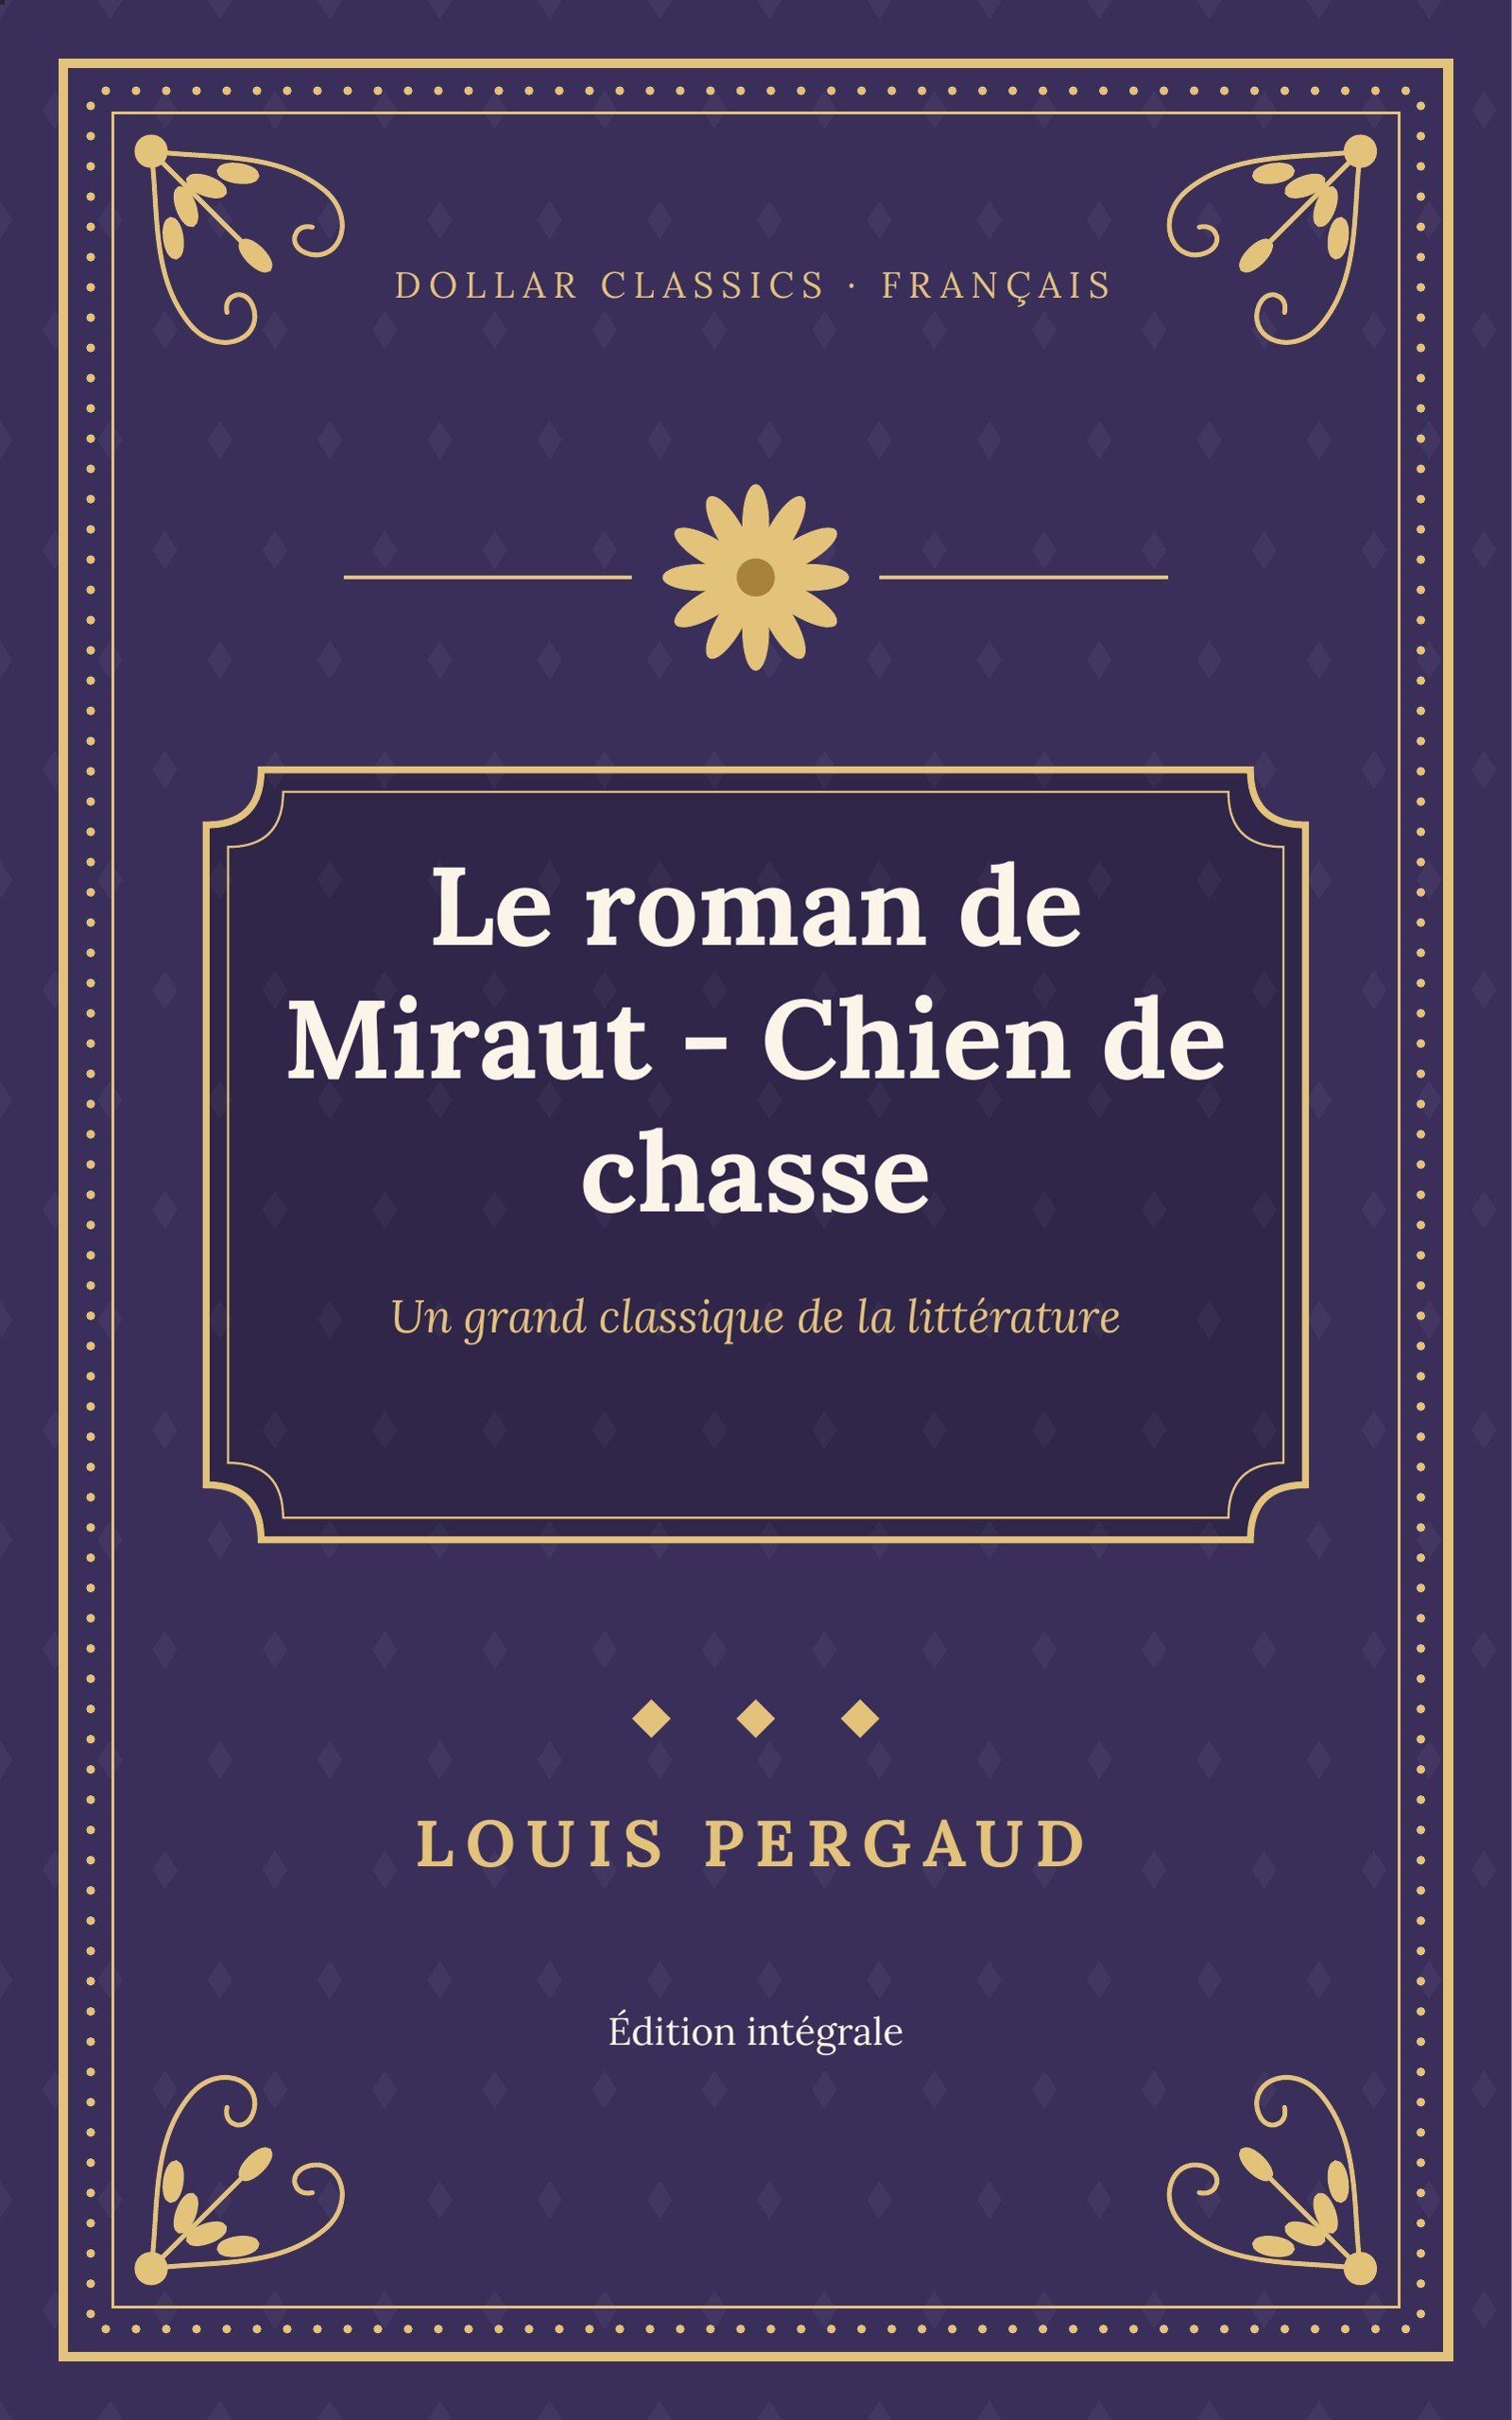 DOLLAR CLASSICS · FRANÇAIS
Le roman de
Miraut - Chien de
chasse
Un grand classique de la littérature
LOUIS PERGAUD
Édition intégrale